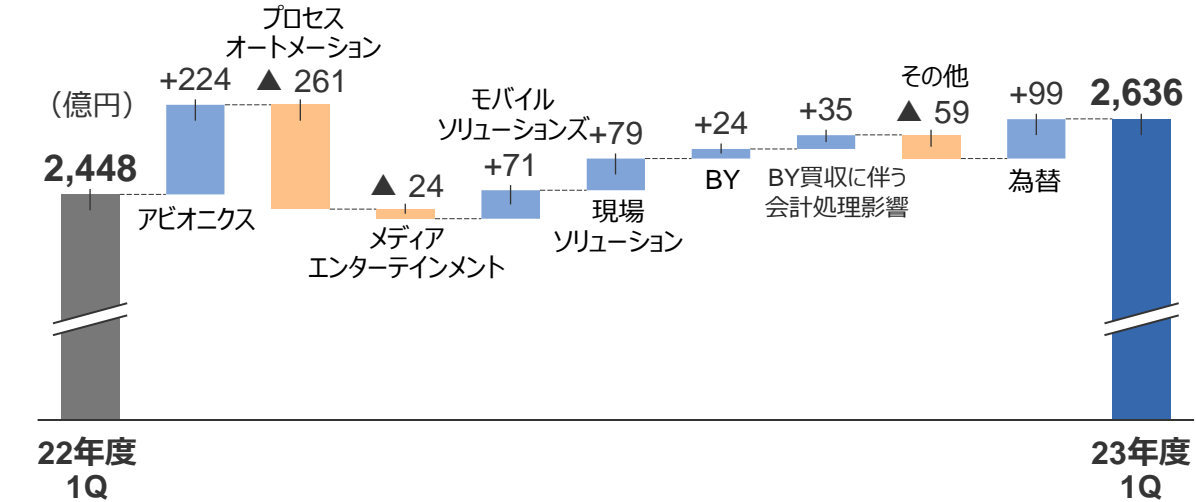 （億円）
2,448
+224
アビオニクス
プロセス
オートメーション
▲ 261
▲ 24
メディア
エンターテインメント
モバイル
ソリューションズ
+71
+79
現場
ソリューション
+24
BY
+35
BY買収に伴う
会計処理影響
その他
▲ 59
+99
為替
2,636
22年度
1Q
23年度
1Q